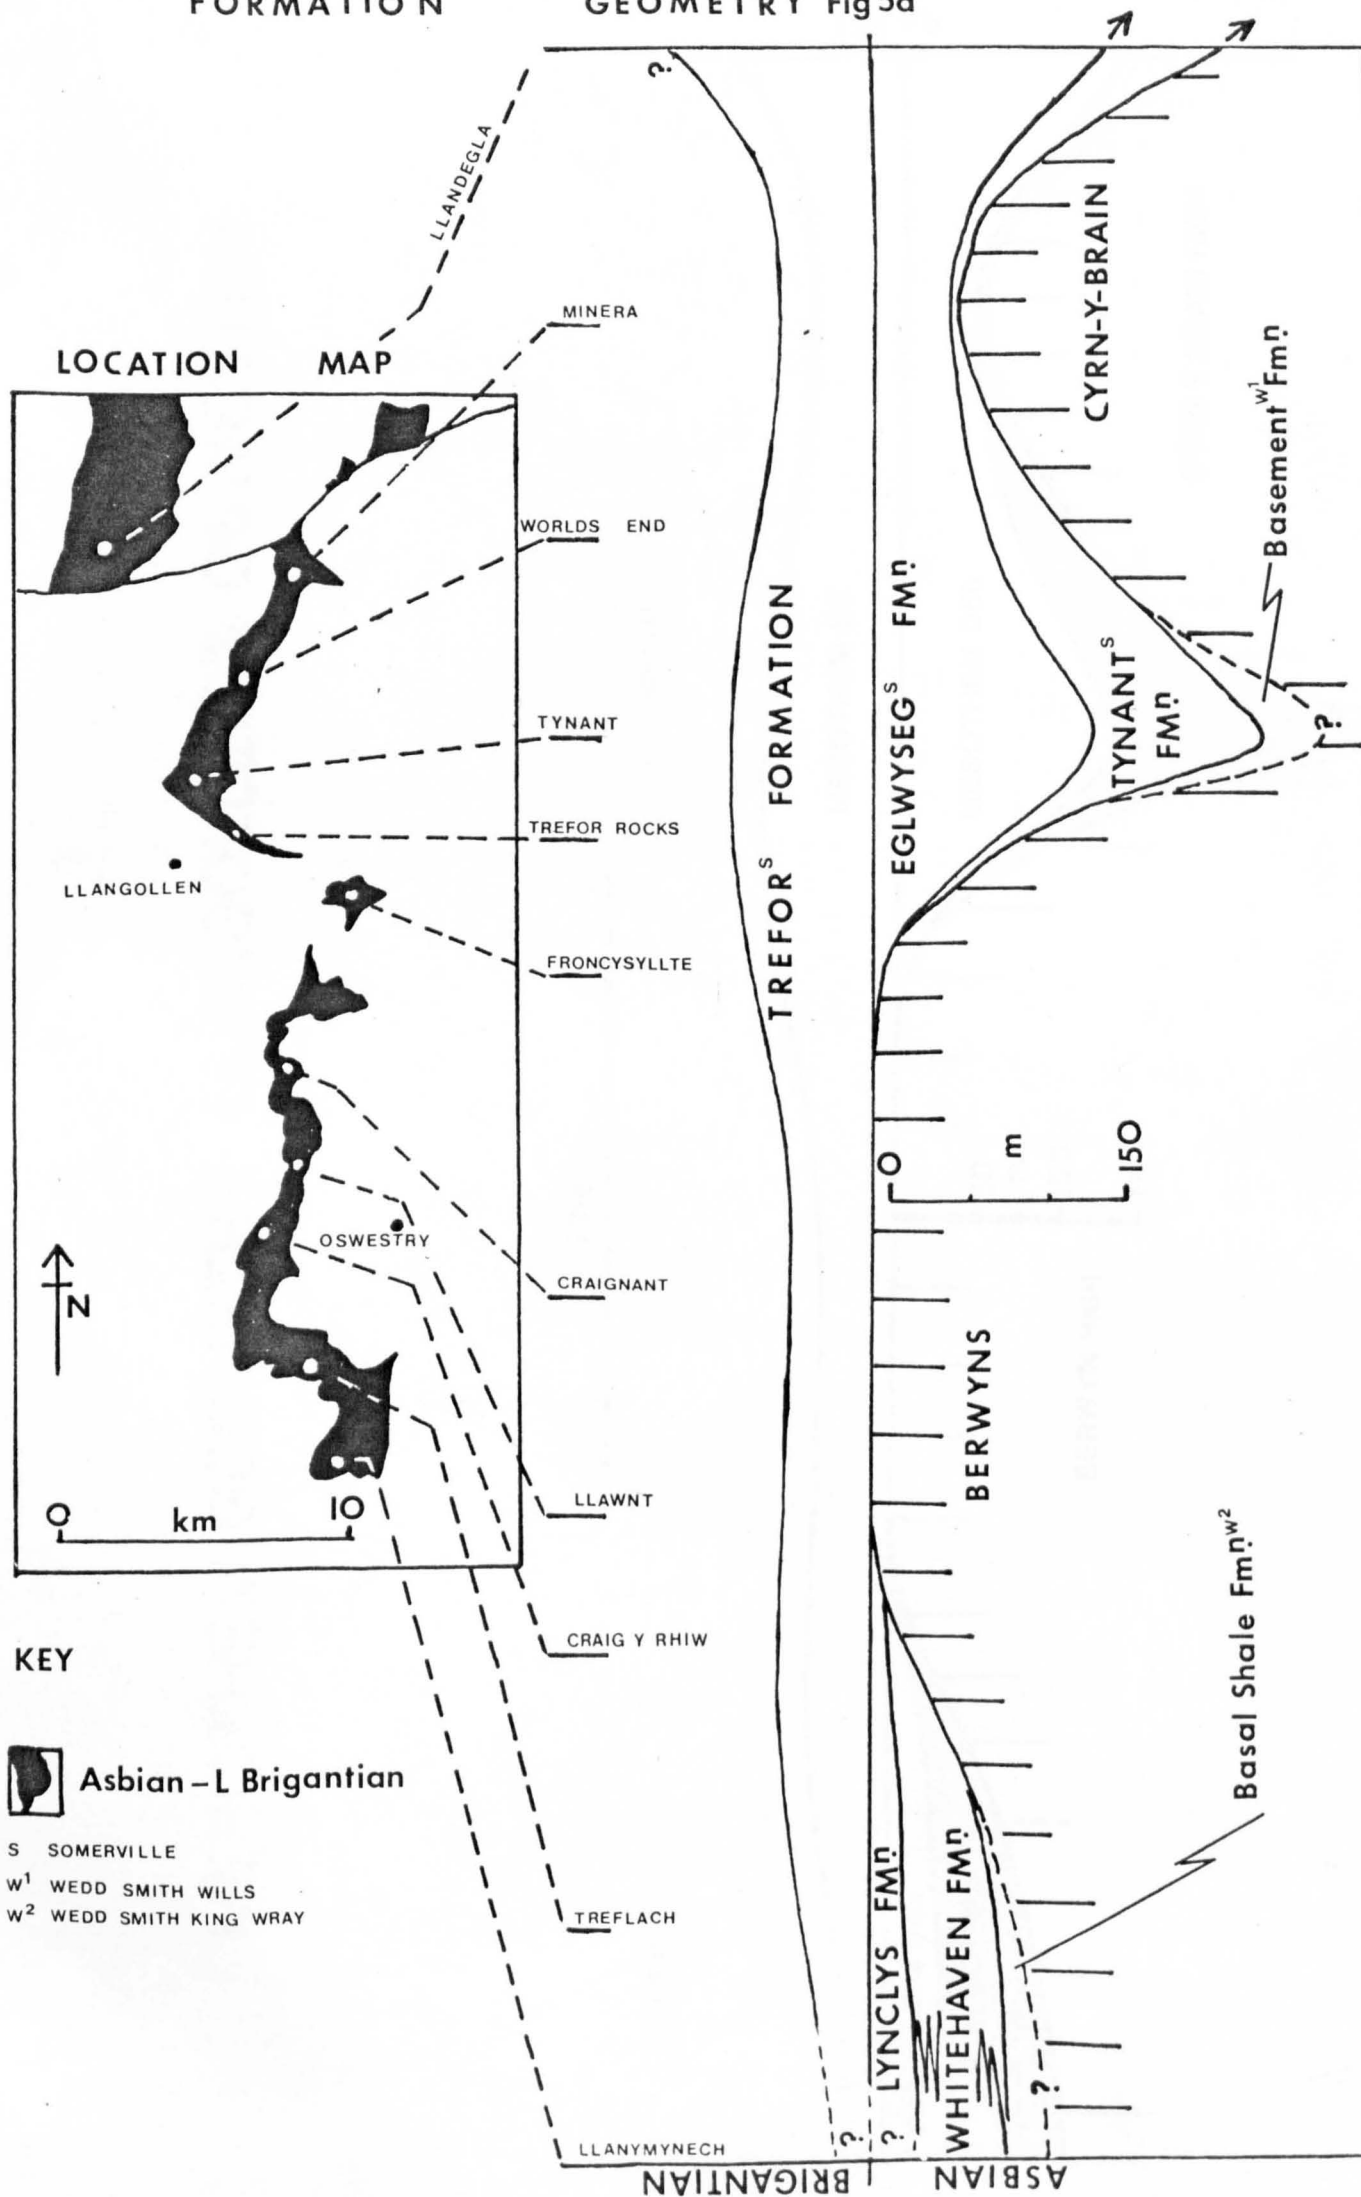 FORMATION GEOMETRY Fig 5a
?
LLANDEGLA
MINERA
LOCATION MAP
WORLDS END
TYNANT
TREFOR ROCKS
LLANGOLLEN
FRONCYSYLLTE
OSWESTRY
N
CRAIGNANT
LLAWNT
0 km 10
CRAIG Y RHIW
TREFLACH
LLANYMYNECH
KEY
Asbian – L Brigantian
S SOMERVILLE
W1 WEDD SMITH WILLS
W2 WEDD SMITH KING WRAY
TREFOR S FORMATION
EGLWYSEG S FMn
CYRN-Y-BRAIN
TYNANT S
FMn
Basement W1 Fmn
?
0 m 150
BERWYNS
Basal Shale Fmn W2
LYNCLYS FMn
WHITEHAVEN FMn
?
?
?
BRIGANTIAN
ASBIAN